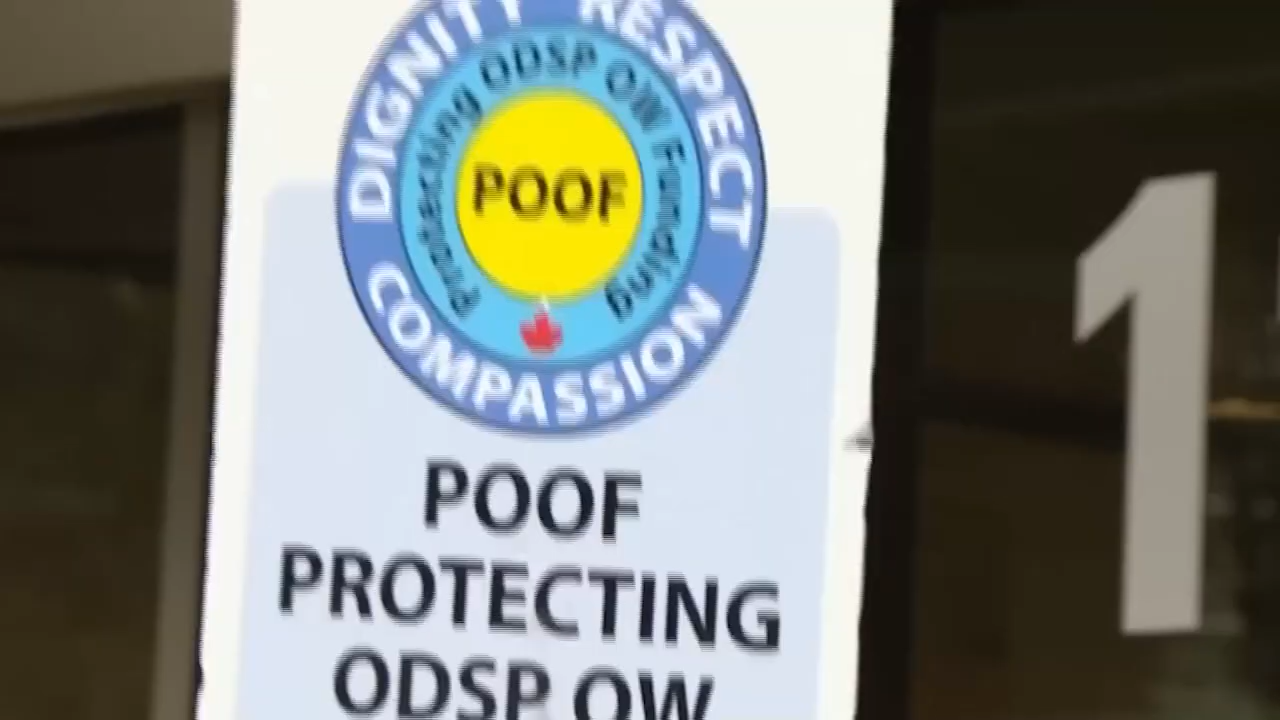 DIGNITY RESPECT
COMPASSION
Protecting ODSP OW Funding
POOF
POOF
PROTECTING
ODSP OW
1